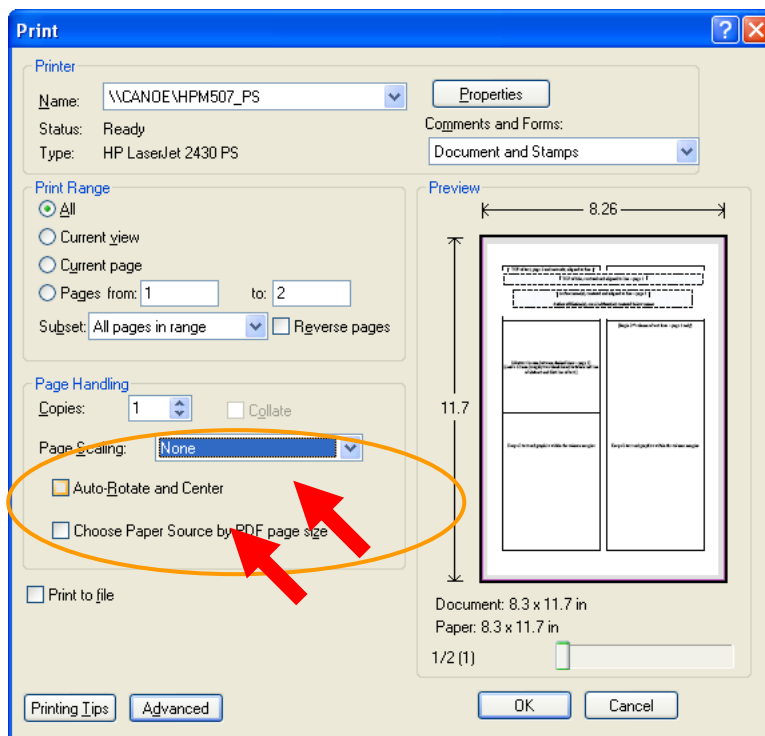 Print
Printer
Name: \\CANOE\HPM507_PS
Properties
Status: Ready
Comments and Forms:
Type: HP LaserJet 2430 PS
Document and Stamps
Print Range
All
Current view
Current page
Pages from: 1 to: 2
Subset: All pages in range
Reverse pages
Page Handling
Copies: 1
Collate
Page Scaling: None
Auto-Rotate and Center
Choose Paper Source by PDF page size
Print to file
Preview
8.26
11.7
Document: 8.3 x 11.7 in
Paper: 8.3 x 11.7 in
1/2 (1)
Printing Tips
Advanced
OK
Cancel